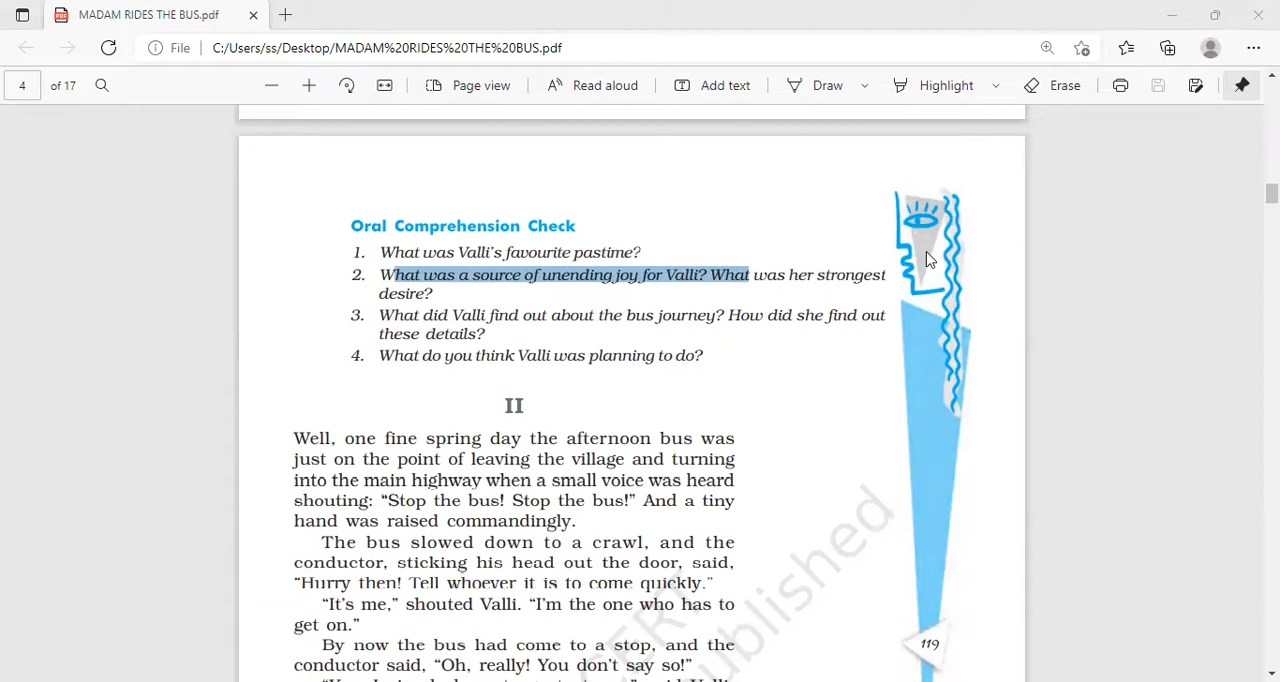 MADAM RIDES THE BUS.pdf
File C:/Users/ss/Desktop/MADAM%20RIDES%20THE%20BUS.pdf
4 of 17 Page view Read aloud Add text Draw Highlight Erase
Oral Comprehension Check
1. What was Valli's favourite pastime?
2. What was a source of unending joy for Valli? What was her strongest
desire?
3. What did Valli find out about the bus journey? How did she find out
these details?
4. What do you think Valli was planning to do?
II
Well, one fine spring day the afternoon bus was
just on the point of leaving the village and turning
into the main highway when a small voice was heard
shouting: “Stop the bus! Stop the bus!” And a tiny
hand was raised commandingly.
The bus slowed down to a crawl, and the
conductor, sticking his head out the door, said,
“Hurry then! Tell whoever it is to come quickly.”
“It's me,” shouted Valli. “I'm the one who has to
get on.”
By now the bus had come to a stop, and the
conductor said, “Oh, really! You don't say so!”
119